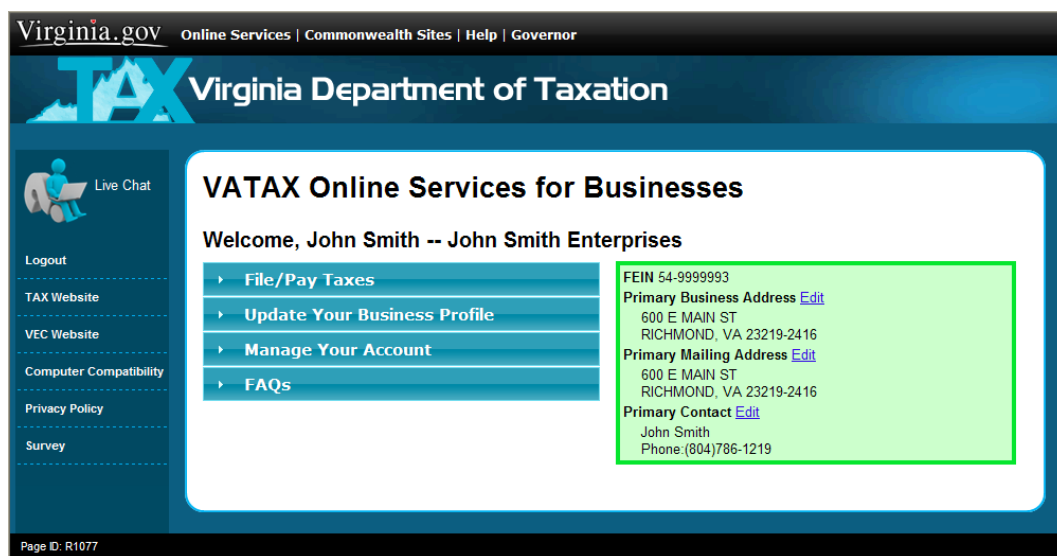 Virginia.gov Online Services | Commonwealth Sites | Help | Governor
TAX Virginia Department of Taxation
Live Chat
Logout
TAX Website
VEC Website
Computer Compatibility
Privacy Policy
Survey
VATAX Online Services for Businesses
Welcome, John Smith -- John Smith Enterprises
File/Pay Taxes
Update Your Business Profile
Manage Your Account
FAQs
FEIN 54-9999993
Primary Business Address Edit
600 E MAIN ST
RICHMOND, VA 23219-2416
Primary Mailing Address Edit
600 E MAIN ST
RICHMOND, VA 23219-2416
Primary Contact Edit
John Smith
Phone:(804)786-1219
Page ID: R1077